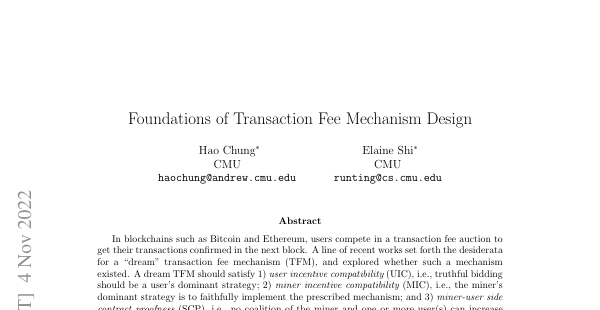 Foundations of Transaction Fee Mechanism Design
Hao Chung* Elaine Shi*
CMU CMU
haochung@andrew.cmu.edu runting@cs.cmu.edu
Abstract
In blockchains such as Bitcoin and Ethereum, users compete in a transaction fee auction to
get their transactions confirmed in the next block. A line of recent works set forth the desiderata
for a “dream” transaction fee mechanism (TFM), and explored whether such a mechanism
existed. A dream TFM should satisfy 1) user incentive compatibility (UIC), i.e., truthful bidding
should be a user's dominant strategy; 2) miner incentive compatibility (MIC), i.e., the miner's
dominant strategy is to faithfully implement the prescribed mechanism; and 3) miner-user side
contract proofness (SCP), i.e., no coalition of the miner and one or more user(s) can increase
T] 4 Nov 2022